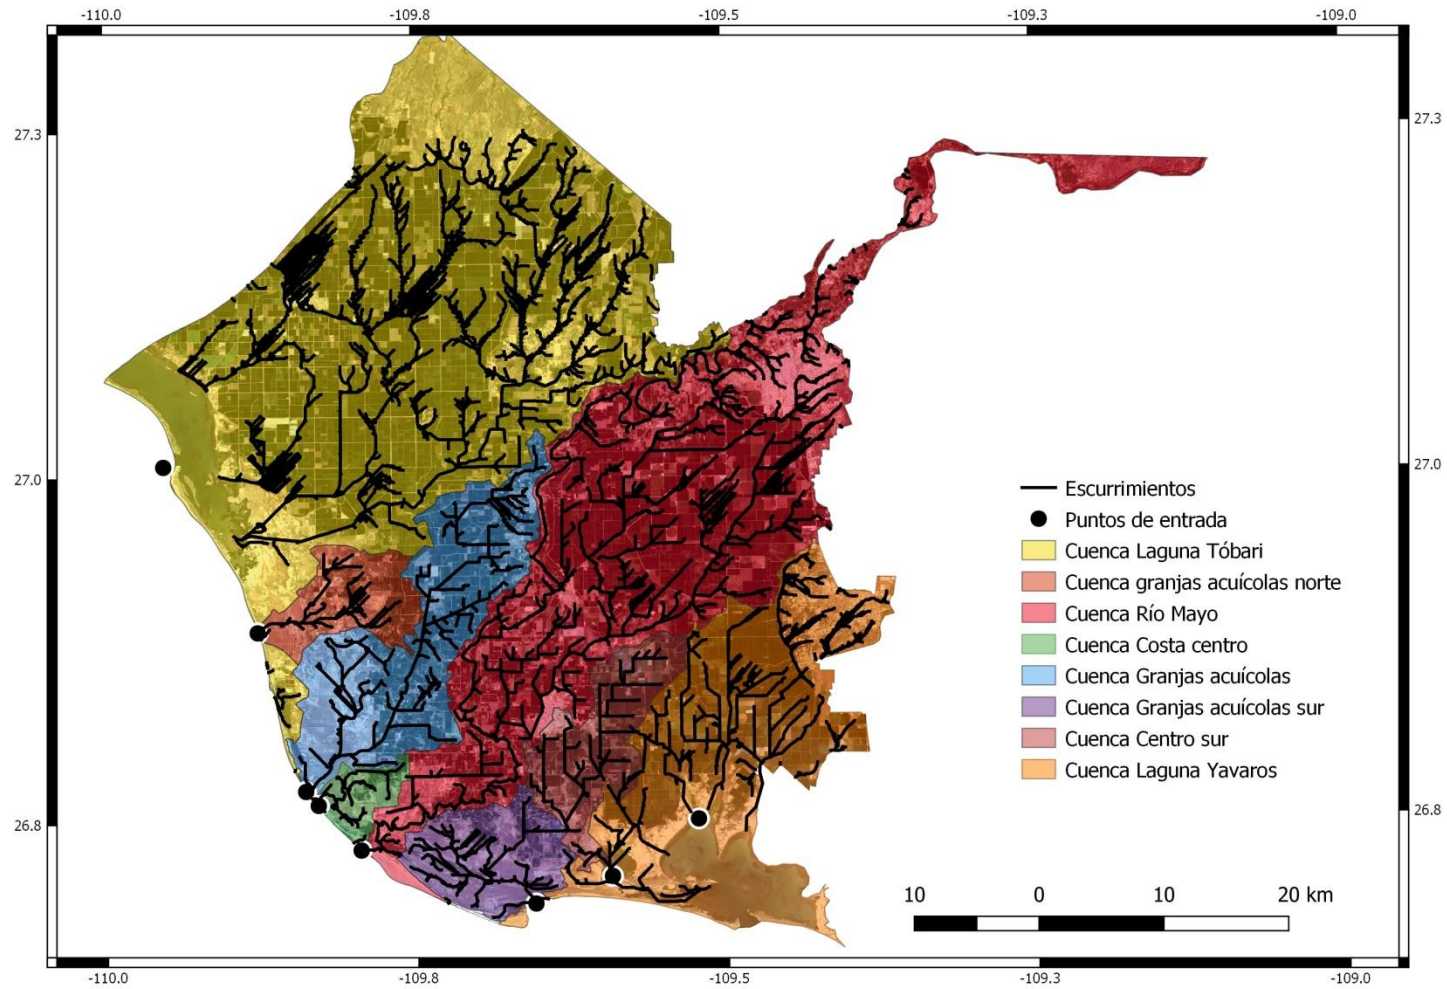 -110.0 -109.8 -109.5 -109.3 -109.0
27.3 27.3
27.0 27.0
Escurrimientos
Puntos de entrada
Cuenca Laguna Tóbari
Cuenca granjas acuícolas norte
Cuenca Río Mayo
Cuenca Costa centro
Cuenca Granjas acuícolas
Cuenca Granjas acuícolas sur
Cuenca Centro sur
Cuenca Laguna Yavaros
26.8 26.8
10 0 10 20 km
-110.0 -109.8 -109.5 -109.3 -109.0